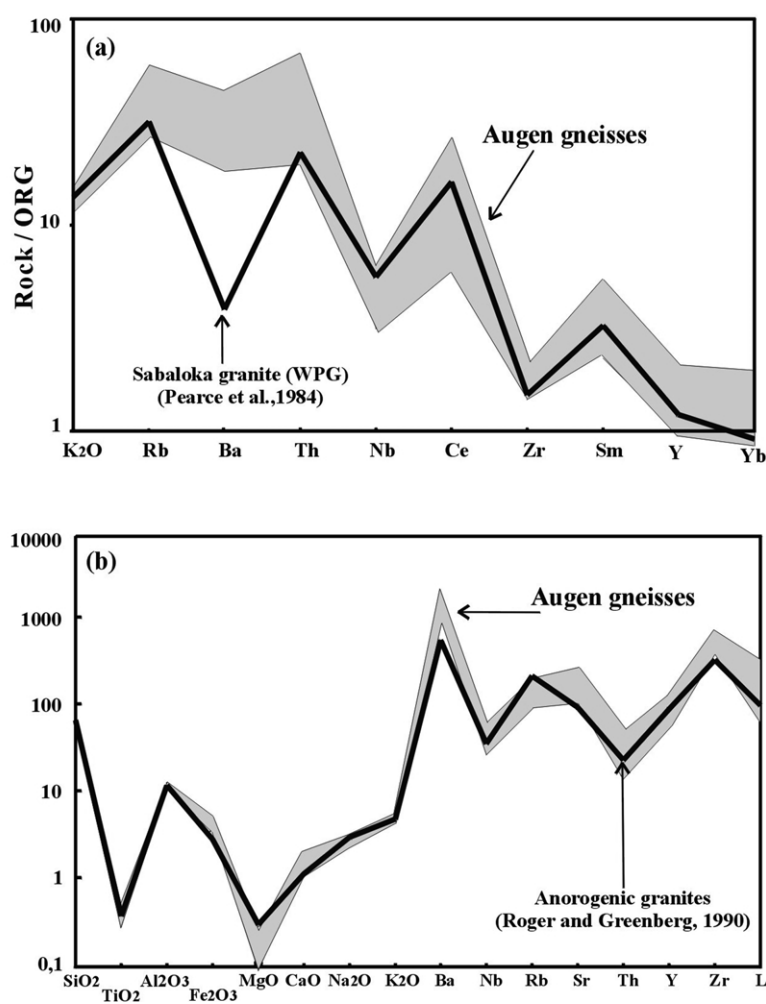 100
(a)
Augen gneisses
10
Rock / ORG
Sabaloka granite (WPG)
(Pearce et al.,1984)
1
K2O Rb Ba Th Nb Ce Zr Sm Y Yb
10000
(b)
1000
Augen gneisses
100
10
1
Anorogenic granites
(Roger and Greenberg, 1990)
0,1
SiO2 TiO2 Al2O3 Fe2O3 MgO CaO Na2O K2O Ba Nb Rb Sr Th Y Zr L